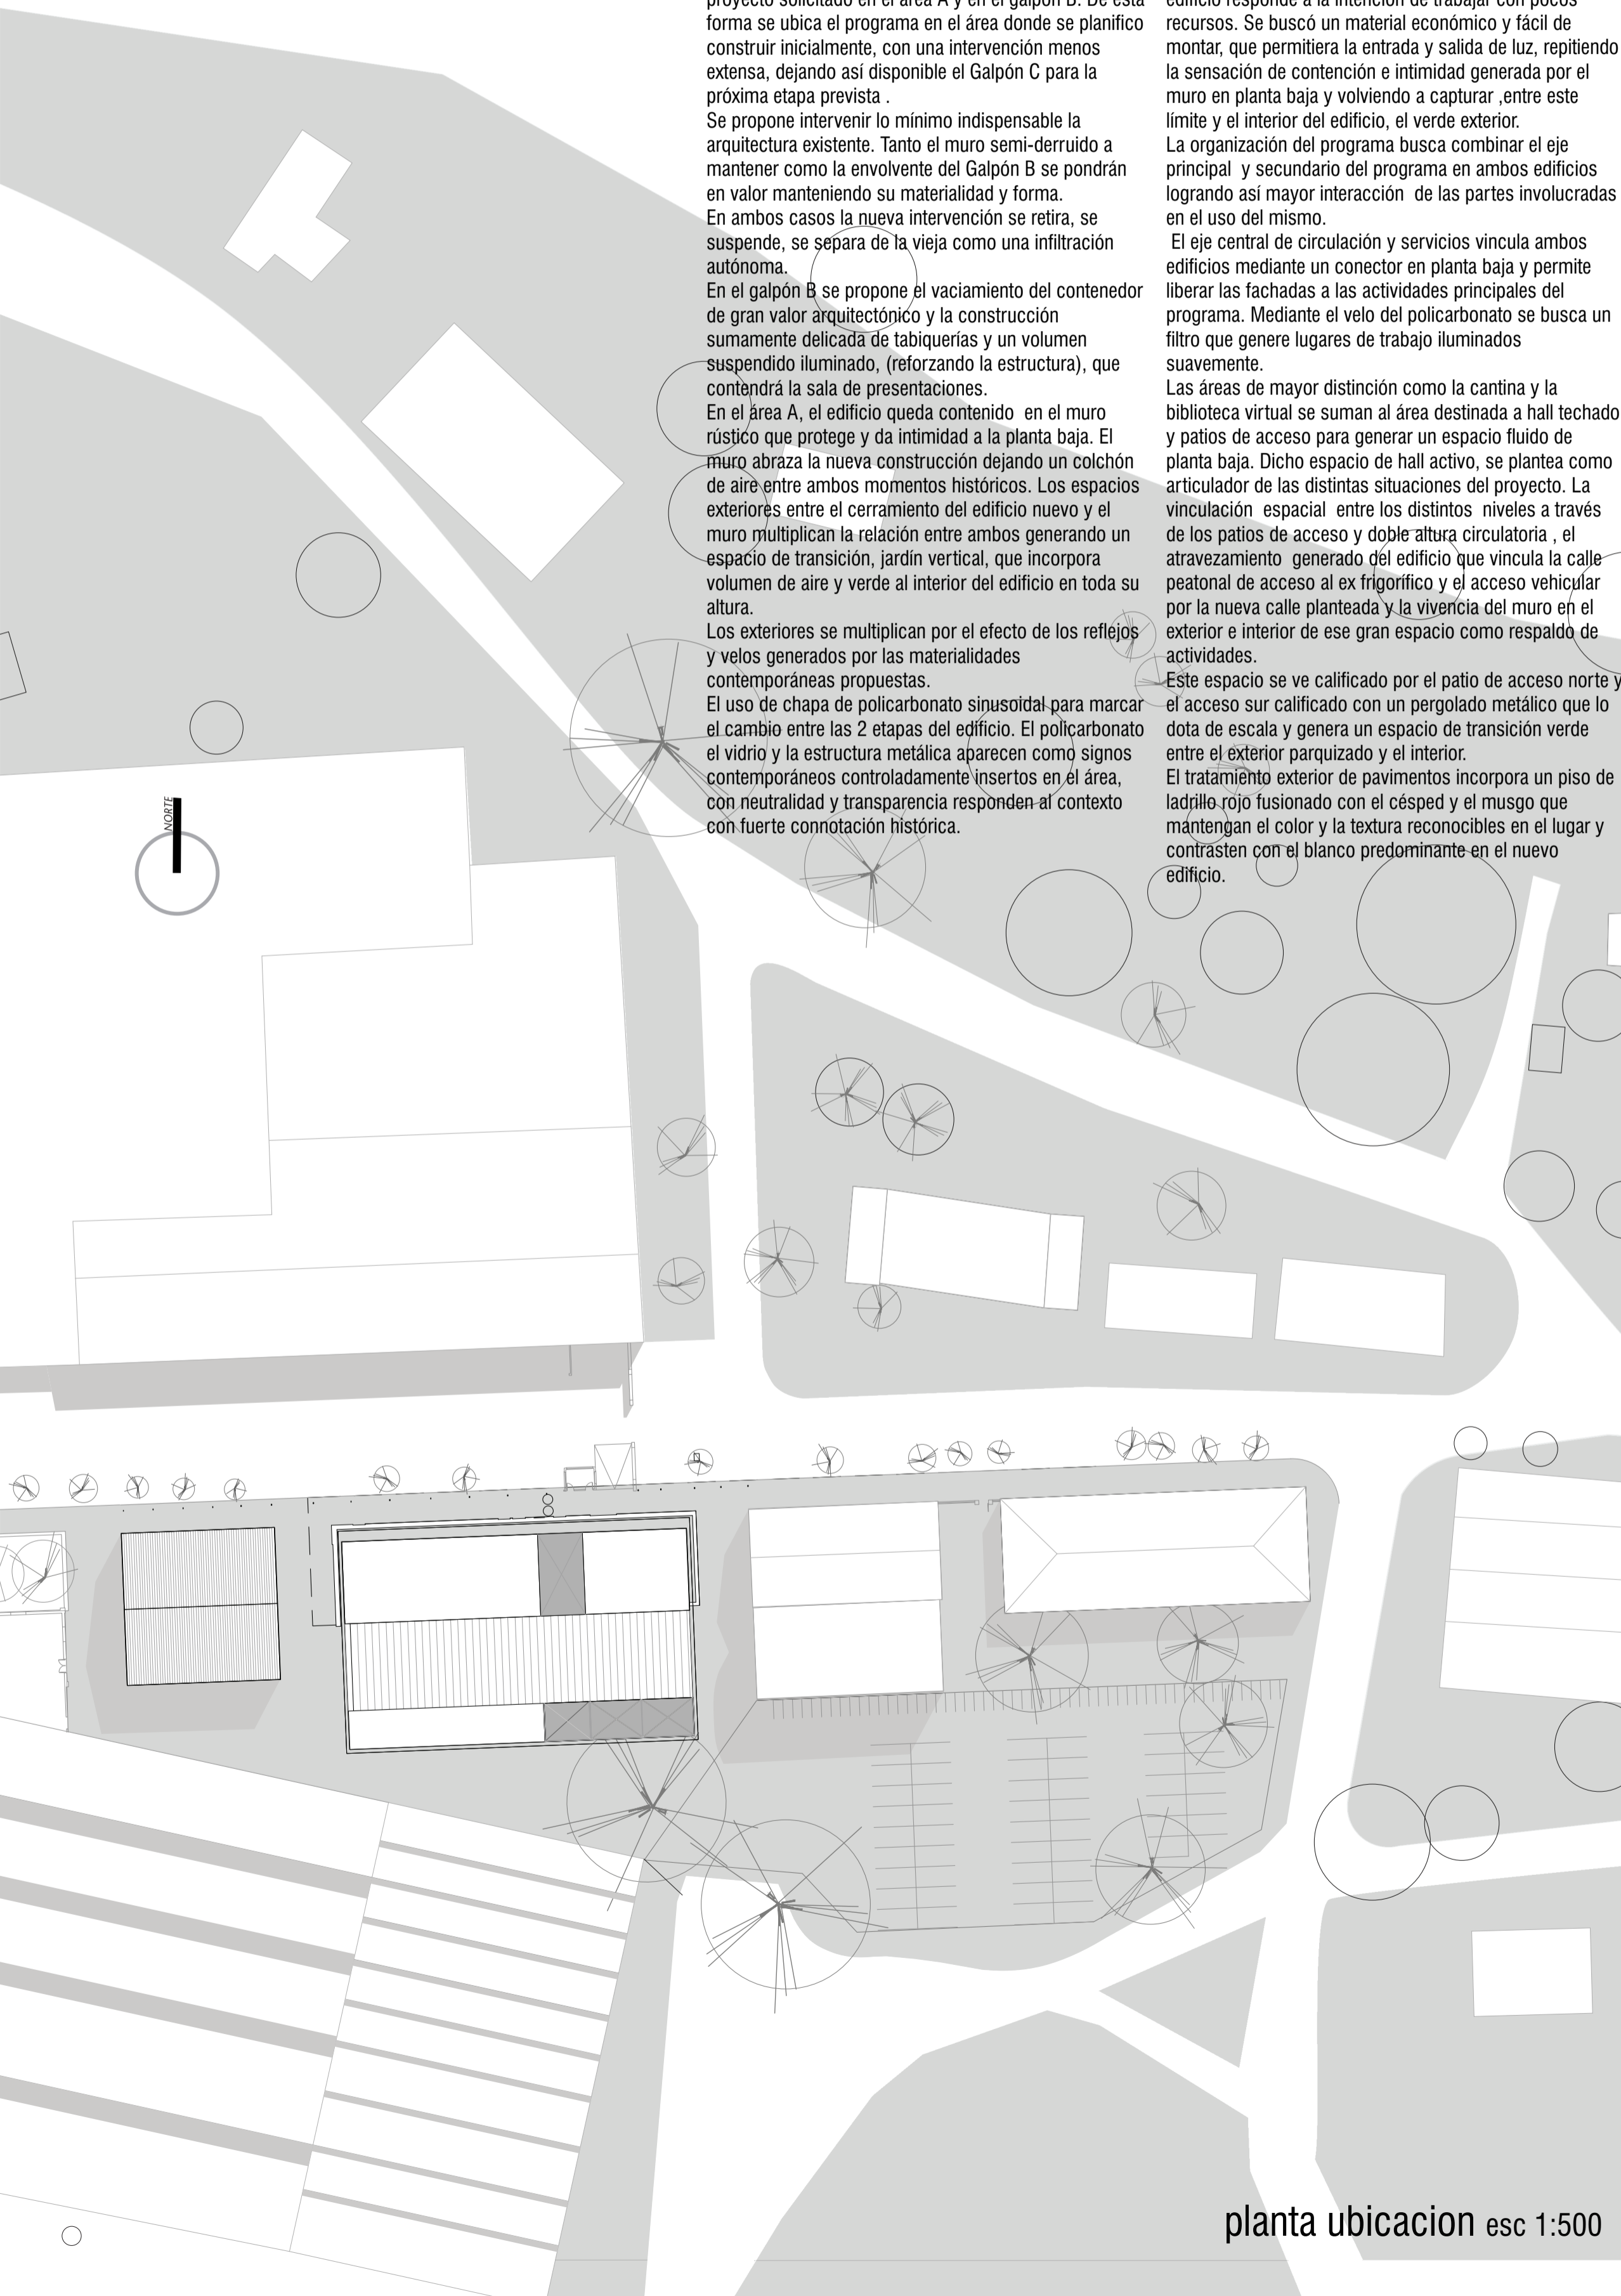 proyecto solicitado en el área A y en el galpón B. De esta
forma se ubica el programa en el área donde se planifico
construir inicialmente, con una intervención menos
extensa, dejando así disponible el Galpón C para la
próxima etapa prevista .
Se propone intervenir lo mínimo indispensable la
arquitectura existente. Tanto el muro semi-derruido a
mantener como la envolvente del Galpón B se pondrán
en valor manteniendo su materialidad y forma.
En ambos casos la nueva intervención se retira, se
suspende, se separa de la vieja como una infiltración
autónoma.
En el galpón B se propone el vaciamiento del contenedor
de gran valor arquitectónico y la construcción
sumamente delicada de tabiquerías y un volumen
suspendido iluminado, (reforzando la estructura), que
contendrá la sala de presentaciones.
En el área A, el edificio queda contenido  en el muro
rústico que protege y da intimidad a la planta baja. El
muro abraza la nueva construcción dejando un colchón
de aire entre ambos momentos históricos. Los espacios
exteriores entre el cerramiento del edificio nuevo y el
muro multiplican la relación entre ambos generando un
espacio de transición, jardín vertical, que incorpora
volumen de aire y verde al interior del edificio en toda su
altura.
Los exteriores se multiplican por el efecto de los reflejos
y velos generados por las materialidades
contemporáneas propuestas.
El uso de chapa de policarbonato sinusoidal para marcar
el cambio entre las 2 etapas del edificio. El policarbonato
el vidrio y la estructura metálica aparecen como signos
contemporáneos controladamente insertos en el área,
con neutralidad y transparencia responden al contexto
con fuerte connotación histórica.
edificio responde a la intención de trabajar con pocos
recursos. Se buscó un material económico y fácil de
montar, que permitiera la entrada y salida de luz, repitiendo
la sensación de contención e intimidad generada por el
muro en planta baja y volviendo a capturar ,entre este
límite y el interior del edificio, el verde exterior.
La organización del programa busca combinar el eje
principal  y secundario del programa en ambos edificios
logrando así mayor interacción  de las partes involucradas
en el uso del mismo.
El eje central de circulación y servicios vincula ambos
edificios mediante un conector en planta baja y permite
liberar las fachadas a las actividades principales del
programa. Mediante el velo del policarbonato se busca un
filtro que genere lugares de trabajo iluminados
suavemente.
Las áreas de mayor distinción como la cantina y la
biblioteca virtual se suman al área destinada a hall techado
y patios de acceso para generar un espacio fluido de
planta baja. Dicho espacio de hall activo, se plantea como
articulador de las distintas situaciones del proyecto. La
vinculación  espacial  entre los distintos  niveles a través
de los patios de acceso y doble altura circulatoria , el
atravezamiento  generado del edificio que vincula la calle
peatonal de acceso al ex frigorífico y el acceso vehicular
por la nueva calle planteada y la vivencia del muro en el
exterior e interior de ese gran espacio como respaldo de
actividades.
Este espacio se ve calificado por el patio de acceso norte y
el acceso sur calificado con un pergolado metálico que lo
dota de escala y genera un espacio de transición verde
entre el exterior parquizado y el interior.
El tratamiento exterior de pavimentos incorpora un piso de
ladrillo rojo fusionado con el césped y el musgo que
mantengan el color y la textura reconocibles en el lugar y
contrasten con el blanco predominante en el nuevo
edificio.
NORTE
planta ubicacion esc 1:500